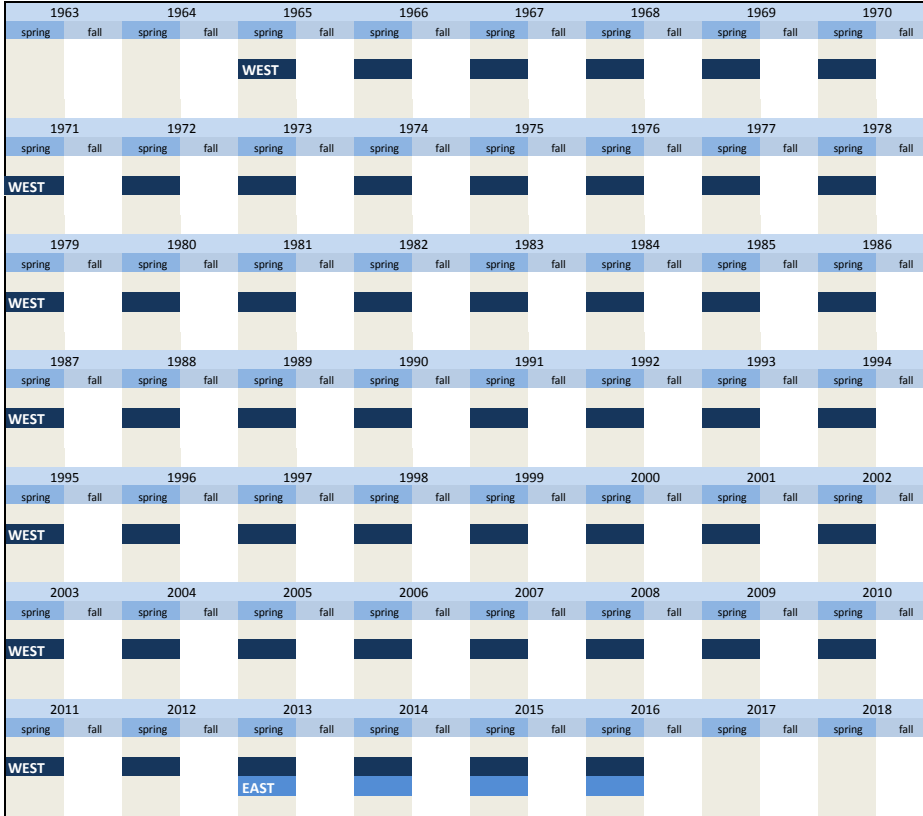 1963 1964 1965 1966 1967 1968 1969 1970
spring fall spring fall spring fall spring fall spring fall spring fall spring fall spring fall
WEST
1971 1972 1973 1974 1975 1976 1977 1978
spring fall spring fall spring fall spring fall spring fall spring fall spring fall spring fall
WEST
1979 1980 1981 1982 1983 1984 1985 1986
spring fall spring fall spring fall spring fall spring fall spring fall spring fall spring fall
WEST
1987 1988 1989 1990 1991 1992 1993 1994
spring fall spring fall spring fall spring fall spring fall spring fall spring fall spring fall
WEST
1995 1996 1997 1998 1999 2000 2001 2002
spring fall spring fall spring fall spring fall spring fall spring fall spring fall spring fall
WEST
2003 2004 2005 2006 2007 2008 2009 2010
spring fall spring fall spring fall spring fall spring fall spring fall spring fall spring fall
WEST
2011 2012 2013 2014 2015 2016 2017 2018
spring fall spring fall spring fall spring fall spring fall spring fall spring fall spring fall
WEST
EAST